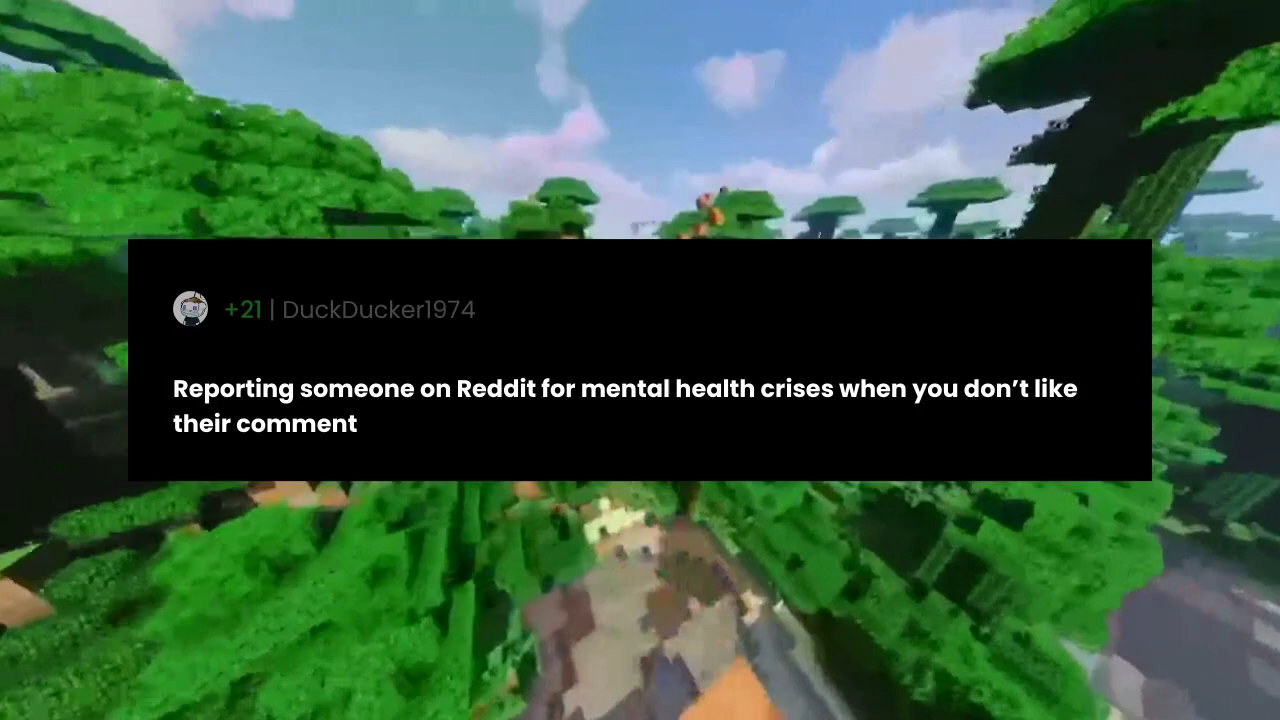 +21 | DuckDucker1974
Reporting someone on Reddit for mental health crises when you don’t like
their comment